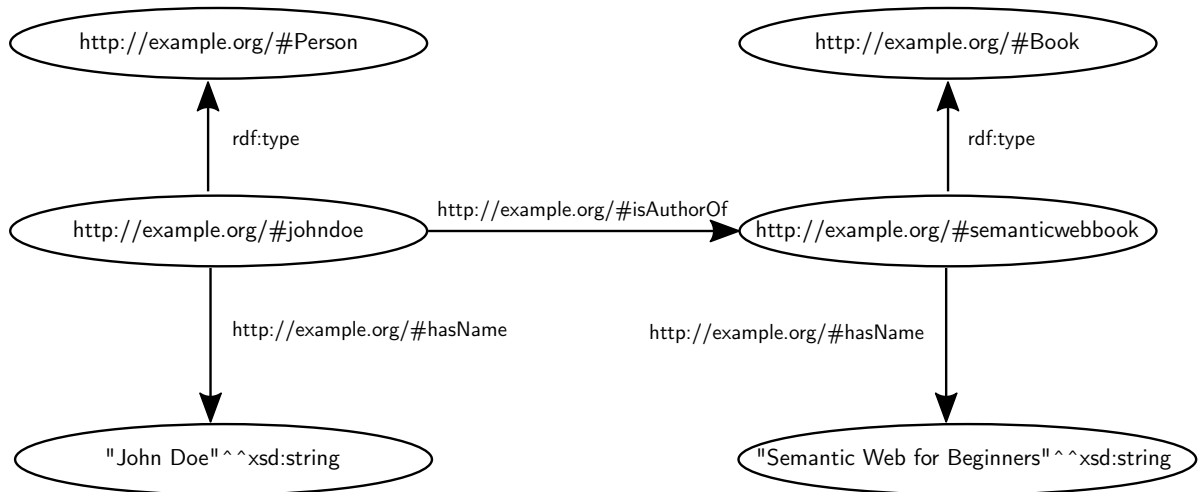 http://example.org/#Person
http://example.org/#Book
rdf:type
rdf:type
http://example.org/#johndoe
http://example.org/#isAuthorOf
http://example.org/#semanticwebbook
http://example.org/#hasName
http://example.org/#hasName
"John Doe"^^xsd:string
"Semantic Web for Beginners"^^xsd:string